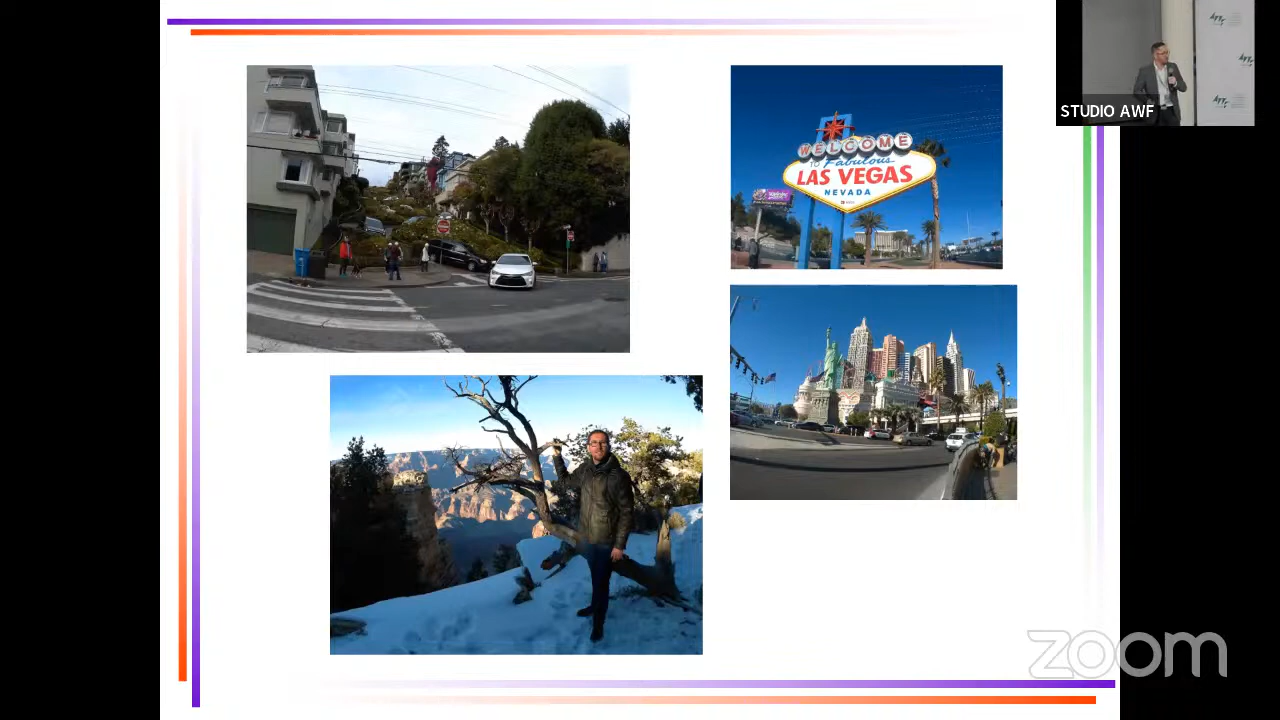 STUDIO AWF
WELCOME
TO Fabulous
LAS VEGAS
NEVADA
zoom